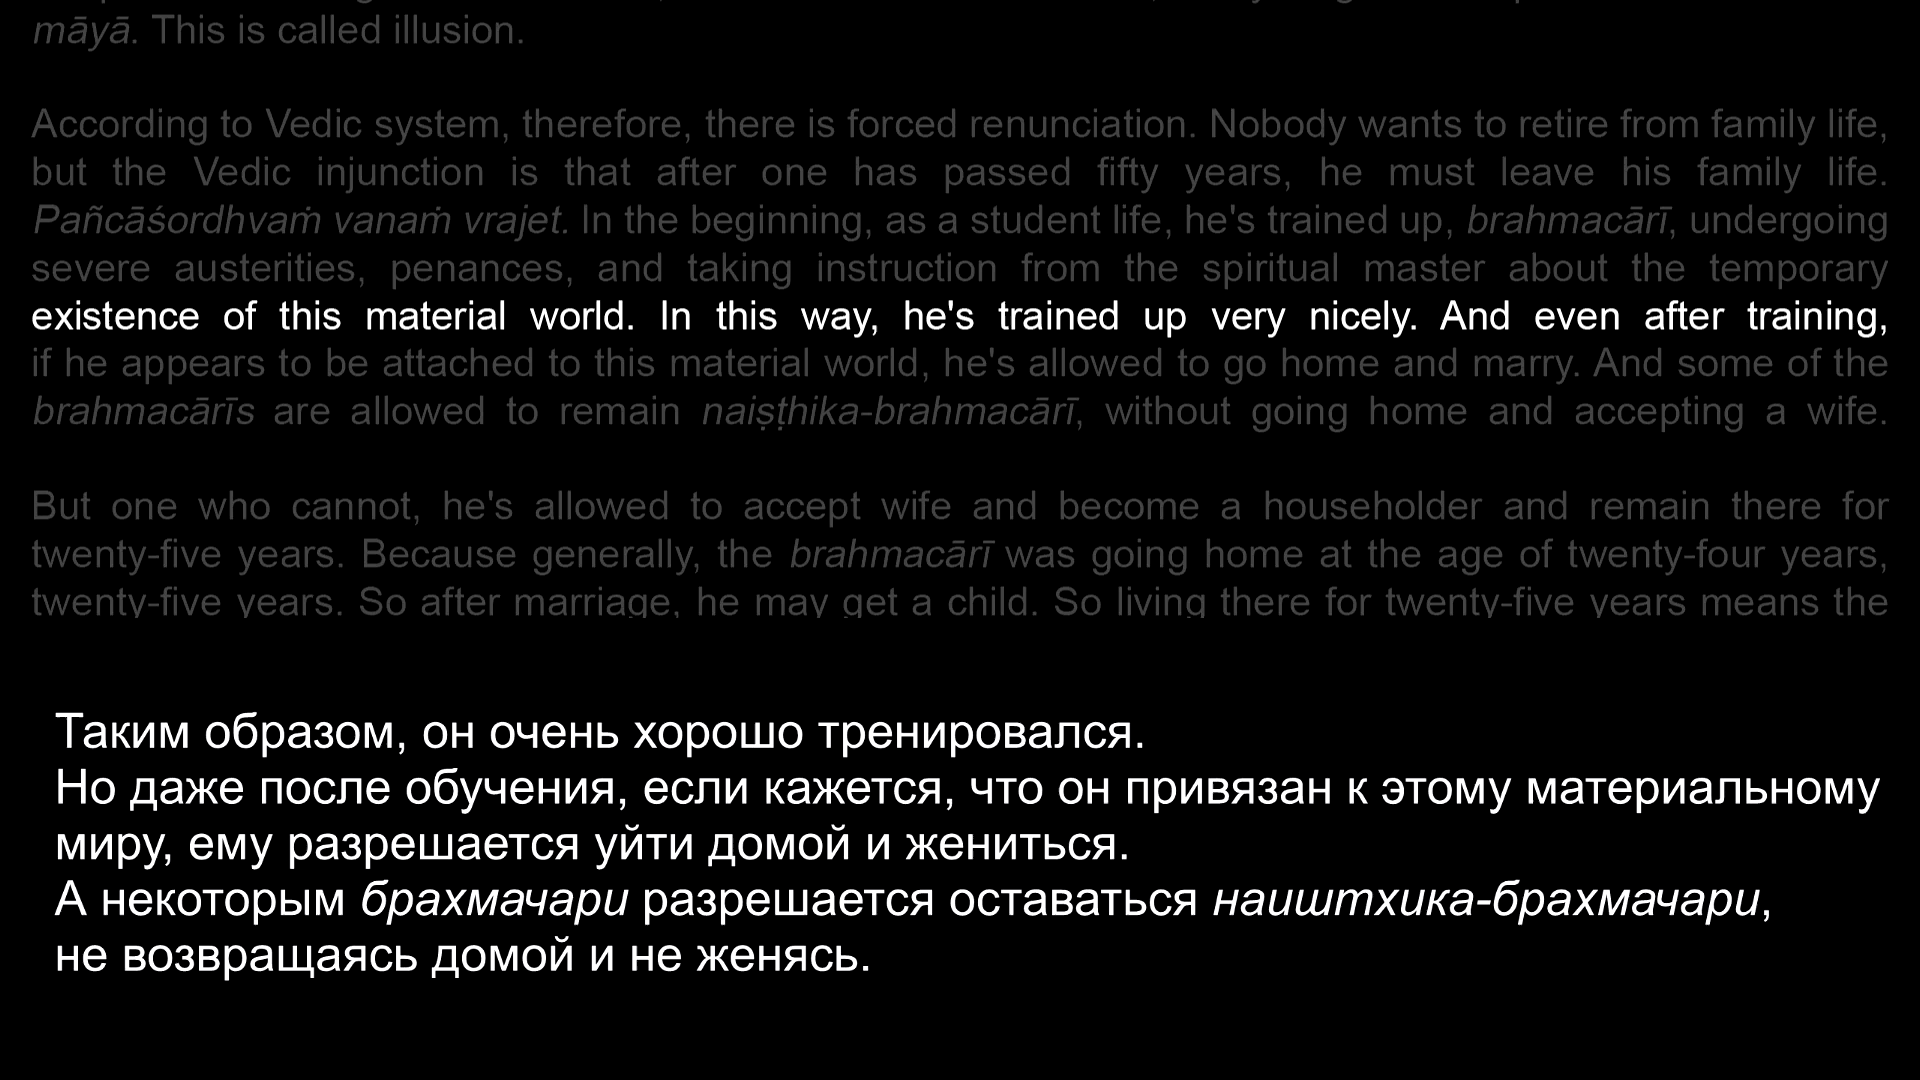 māyā. This is called illusion.
According to Vedic system, therefore, there is forced renunciation. Nobody wants to retire from family life,
but the Vedic injunction is that after one has passed fifty years, he must leave his family life.
Pañcāśordhvaṁ vanaṁ vrajet. In the beginning, as a student life, he's trained up, brahmacārī, undergoing
severe austerities, penances, and taking instruction from the spiritual master about the temporary
existence of this material world. In this way, he's trained up very nicely. And even after training,
if he appears to be attached to this material world, he's allowed to go home and marry. And some of the
brahmacārīs are allowed to remain naiṣṭhika-brahmacārī, without going home and accepting a wife.
But one who cannot, he's allowed to accept wife and become a householder and remain there for
twenty-five years. Because generally, the brahmacārī was going home at the age of twenty-four years,
twenty-five years. So after marriage, he may get a child. So living there for twenty-five years means the
Таким образом, он очень хорошо тренировался.
Но даже после обучения, если кажется, что он привязан к этому материальному
миру, ему разрешается уйти домой и жениться.
А некоторым брахмачари разрешается оставаться наиштхика-брахмачари,
не возвращаясь домой и не женясь.